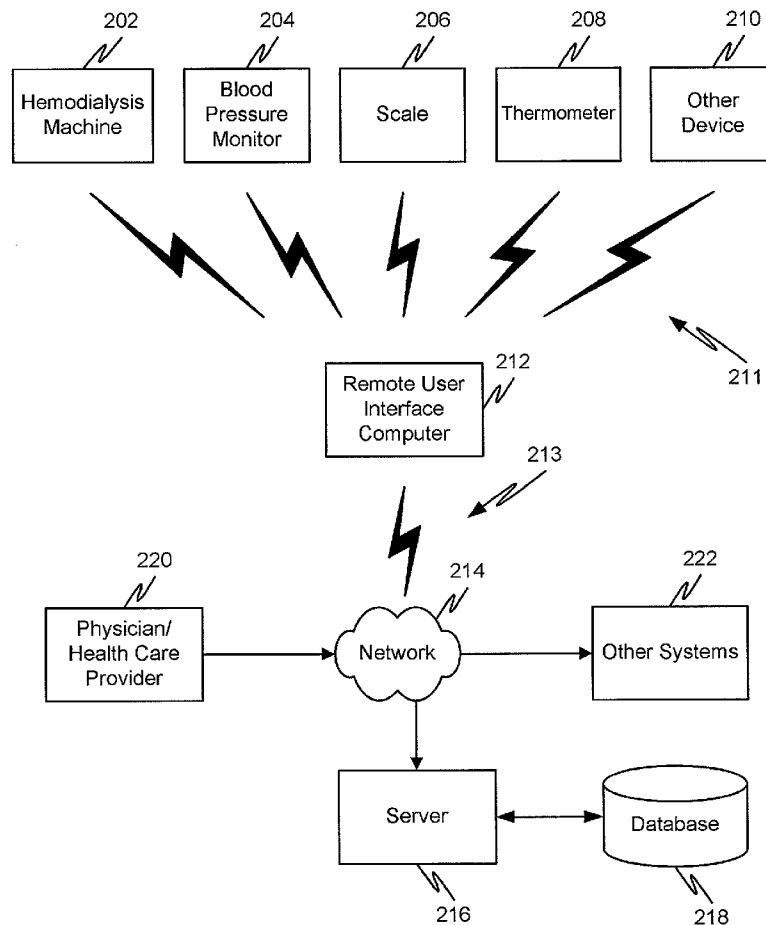 202
204
206
208
210
Hemodialysis
Machine
Blood
Pressure
Monitor
Scale
Thermometer
Other
Device
211
212
Remote User
Interface
Computer
213
220
214
222
Physician/
Health Care
Provider
Network
Other Systems
Server
Database
216
218